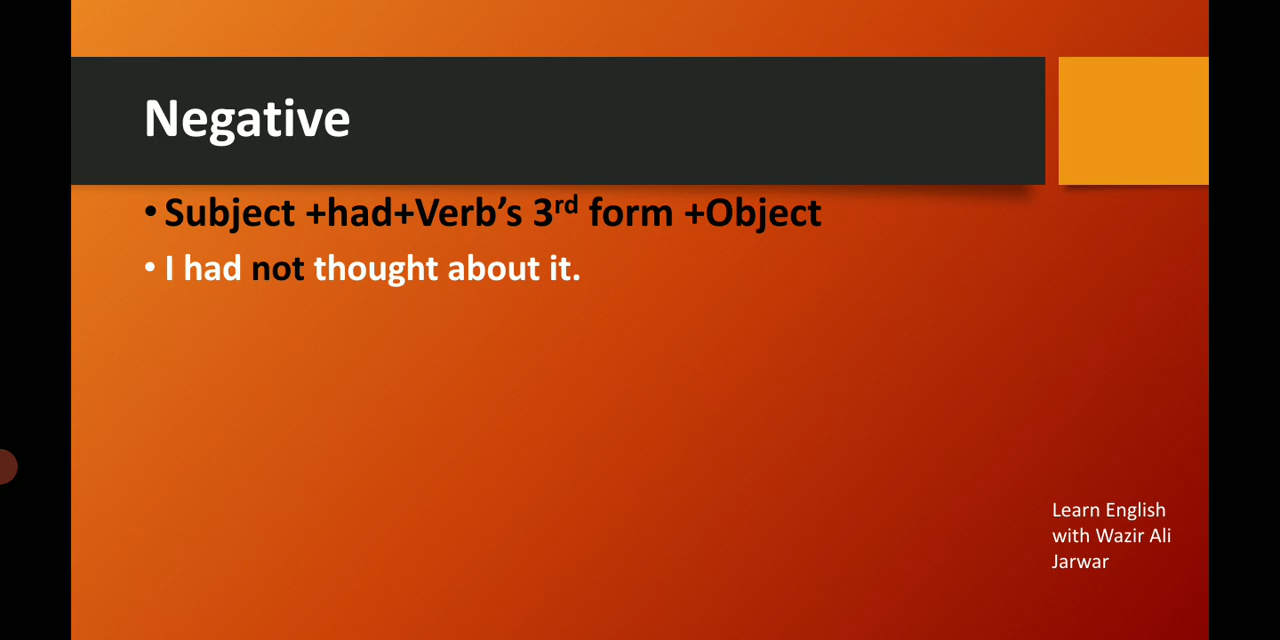 Negative
• Subject +had+Verb’s 3rd form +Object
• I had not thought about it.
Learn English
with Wazir Ali
Jarwar